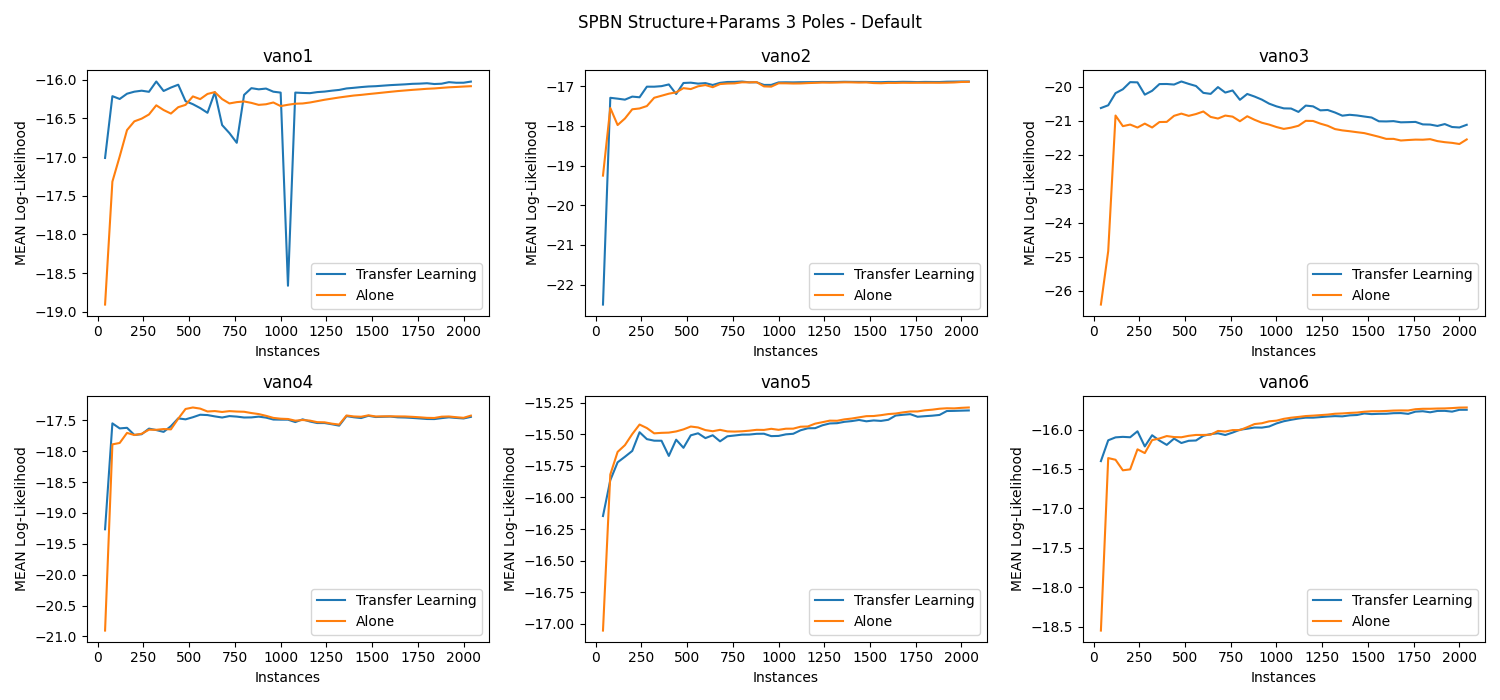 SPBN Structure+Params 3 Poles - Default
vano1
MEAN Log-Likelihood
−16.0
−16.5
−17.0
−17.5
−18.0
−18.5
−19.0
Transfer Learning
Alone
0 250 500 750 1000 1250 1500 1750 2000
Instances
vano2
MEAN Log-Likelihood
−17
−18
−19
−20
−21
−22
Transfer Learning
Alone
0 250 500 750 1000 1250 1500 1750 2000
Instances
vano3
MEAN Log-Likelihood
−20
−21
−22
−23
−24
−25
−26
Transfer Learning
Alone
0 250 500 750 1000 1250 1500 1750 2000
Instances
vano4
MEAN Log-Likelihood
−17.5
−18.0
−18.5
−19.0
−19.5
−20.0
−20.5
−21.0
Transfer Learning
Alone
0 250 500 750 1000 1250 1500 1750 2000
Instances
vano5
MEAN Log-Likelihood
−15.25
−15.50
−15.75
−16.00
−16.25
−16.50
−16.75
−17.00
Transfer Learning
Alone
0 250 500 750 1000 1250 1500 1750 2000
Instances
vano6
MEAN Log-Likelihood
−16.0
−16.5
−17.0
−17.5
−18.0
−18.5
Transfer Learning
Alone
0 250 500 750 1000 1250 1500 1750 2000
Instances